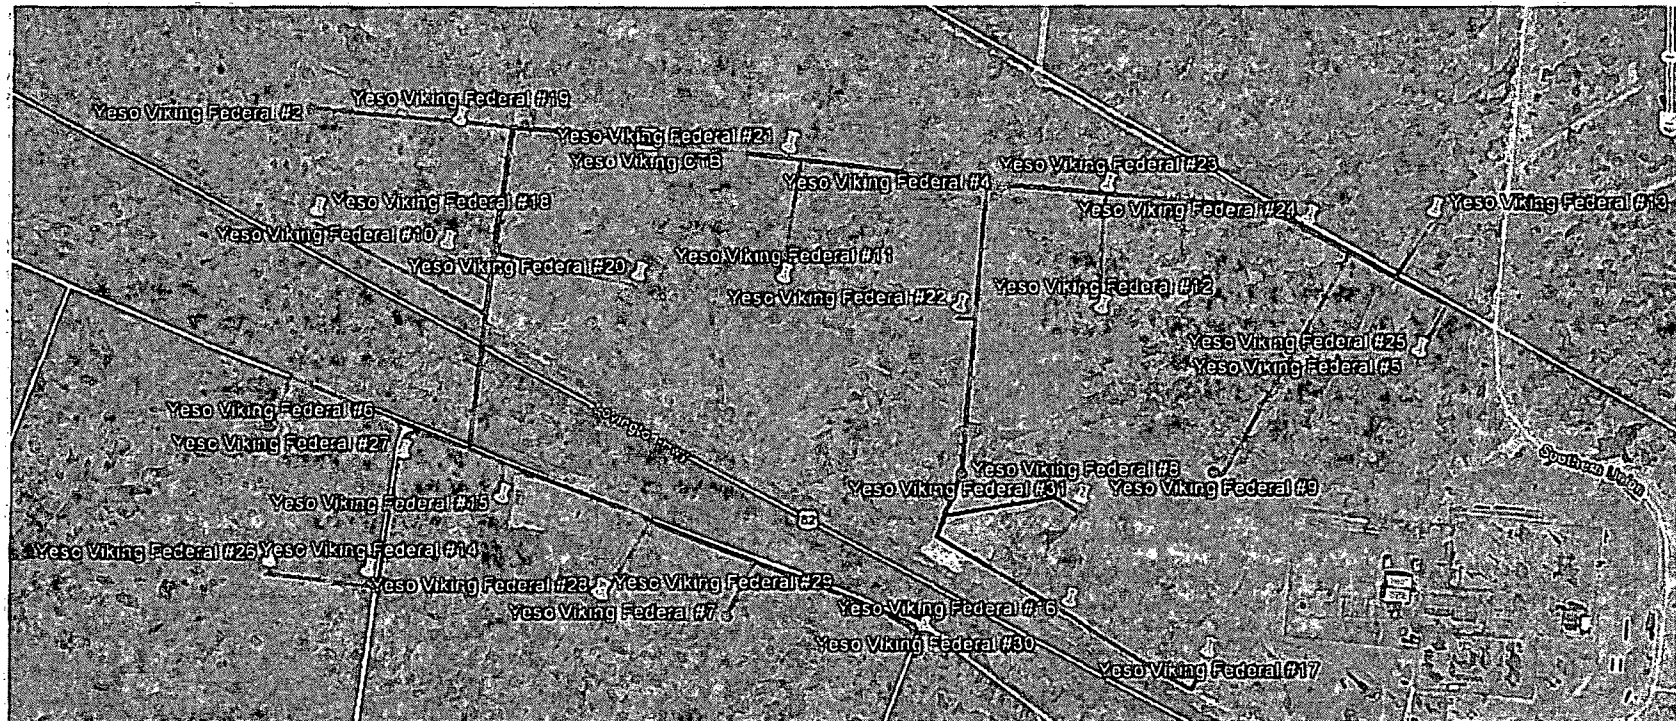 Yeso Viking Federal #19
Yeso Viking Federal #2
Yeso Viking Federal #21
Yeso Viking CTB
Yeso Viking Federal #23
Yeso Viking Federal #4
Yeso Viking Federal #18
Yeso Viking Federal #24
Yeso Viking Federal #13
Yeso Viking Federal #10
Yeso Viking Federal #11
Yeso Viking Federal #20
Yeso Viking Federal #12
Yeso Viking Federal #22
Yeso Viking Federal #25
Yeso Viking Federal #5
Yeso Viking Federal #6
Lovington Hwy
Yeso Viking Federal #27
Southern Union
Yeso Viking Federal #8
Yeso Viking Federal #31
Yeso Viking Federal #9
Yeso Viking Federal #15
82
Yeso Viking Federal #26
Yeso Viking Federal #14
Yeso Viking Federal #28
Yeso Viking Federal #29
Yeso Viking Federal #7
Yeso Viking Federal #16
Yeso Viking Federal #30
Yeso Viking Federal #17